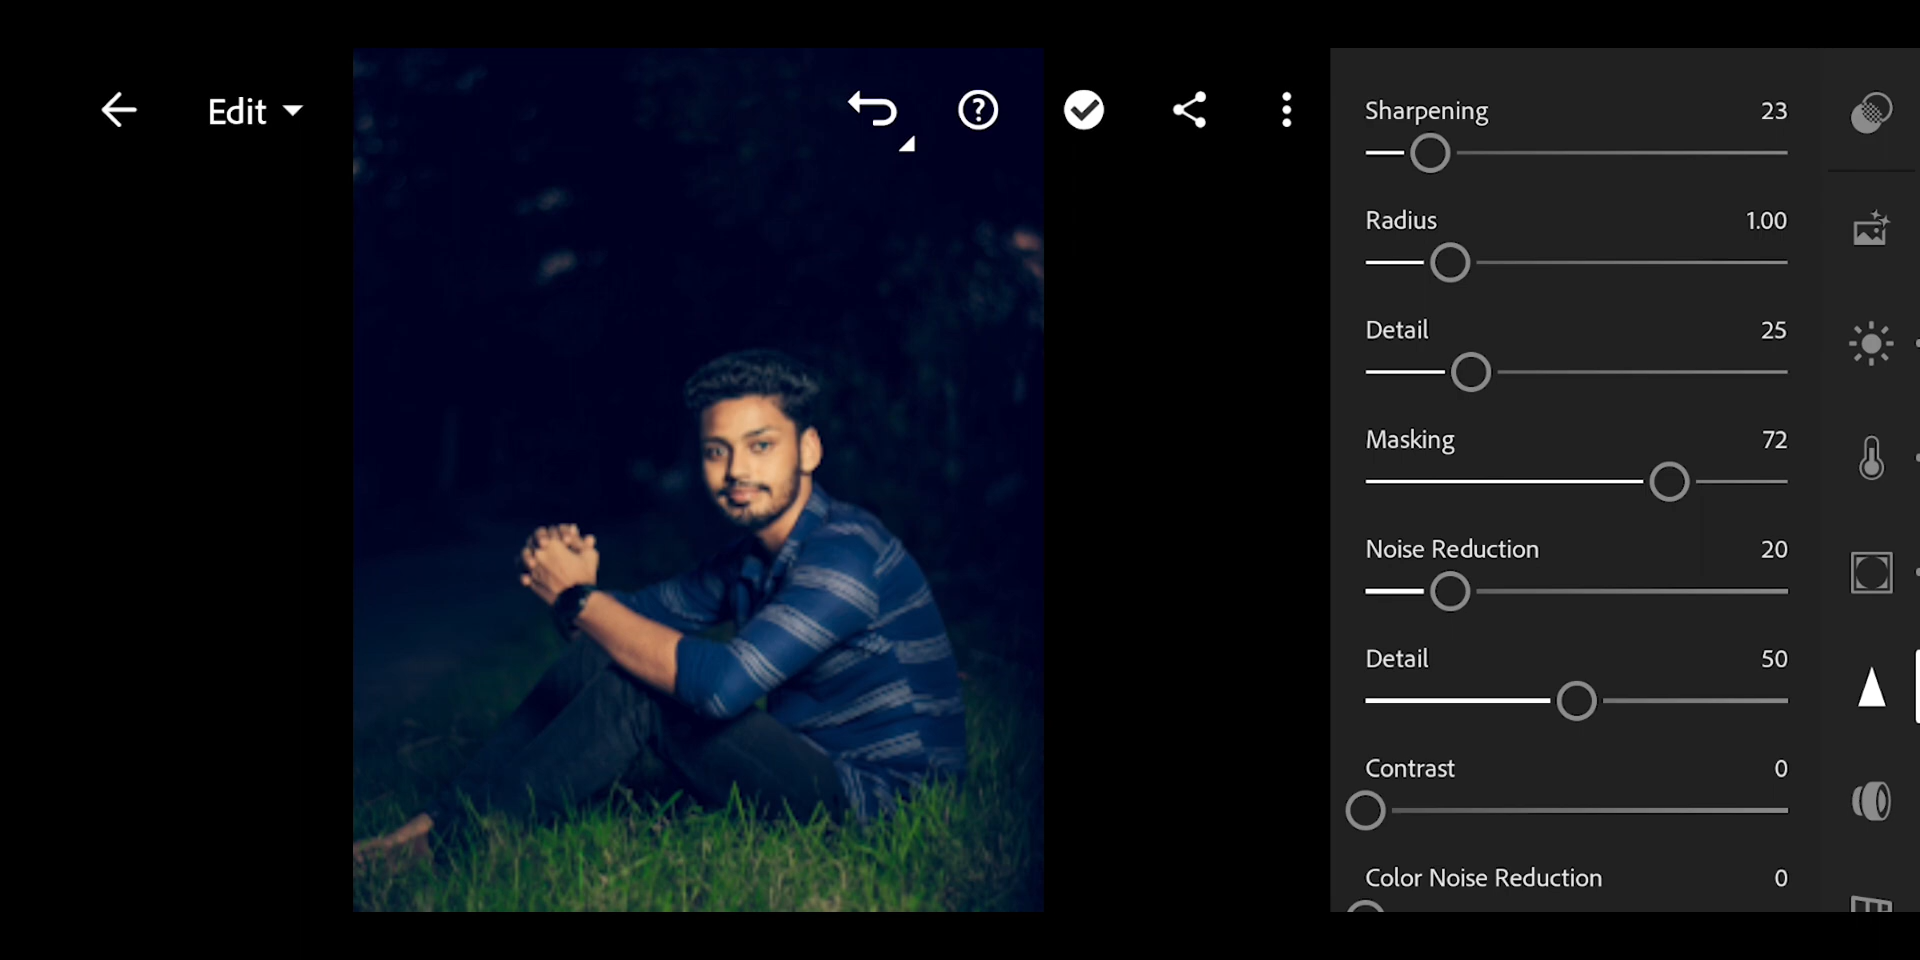 Edit
Sharpening 23
Radius 1.00
Detail 25
Masking 72
Noise Reduction 20
Detail 50
Contrast 0
Color Noise Reduction 0